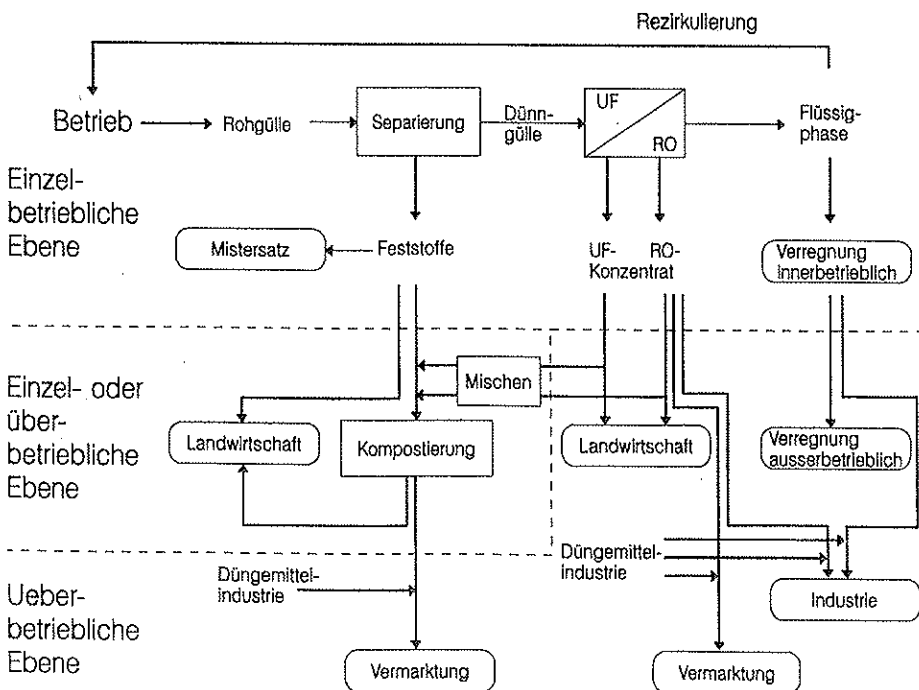 Rezirkulierung
Betrieb
Rohgülle
Separierung
Dünn-
gülle
UF
RO
Flüssig-
phase
Einzel-
betriebliche
Ebene
Mistersatz
Feststoffe
UF- RO-
Konzentrat
Verregnung
innerbetrieblich
Einzel- oder
über-
betriebliche
Ebene
Mischen
Landwirtschaft
Kompostierung
Landwirtschaft
Verregnung
ausserbetrieblich
Düngemittel-
industrie
Düngemittel-
industrie
Industrie
Ueber-
betriebliche
Ebene
Vermarktung
Vermarktung